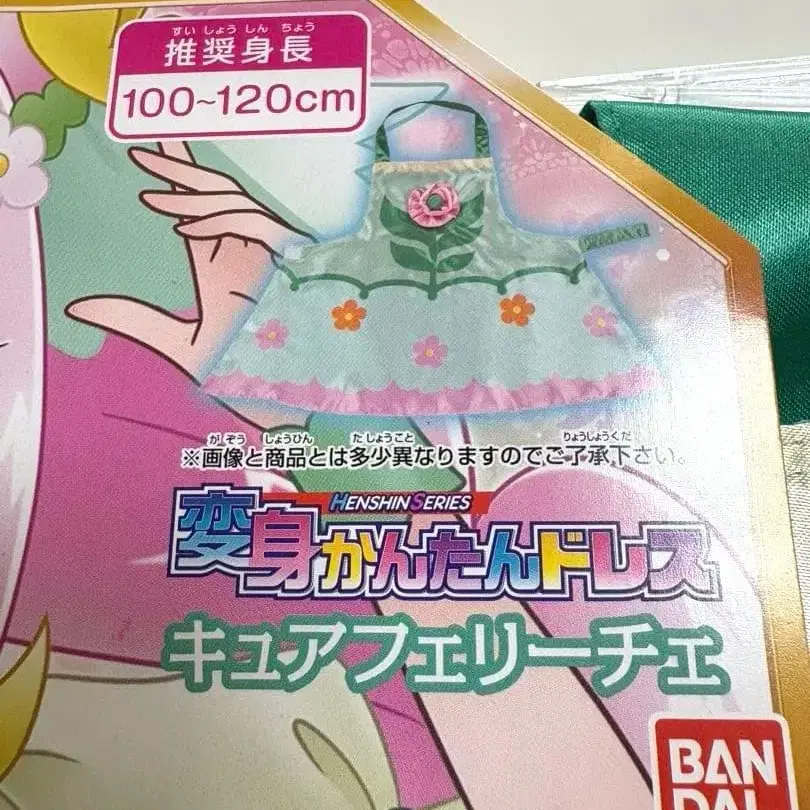 すい しょう しん ちょう
推奨身長
100~120cm
が ぞう しょうひん た しょうこと りょうしょうくだ
※画像と商品とは多少異なりますのでご了承下さい。
HENSHIN SERIES
変身かんたんドレス
キュアフェリーチェ
BAN
DAI